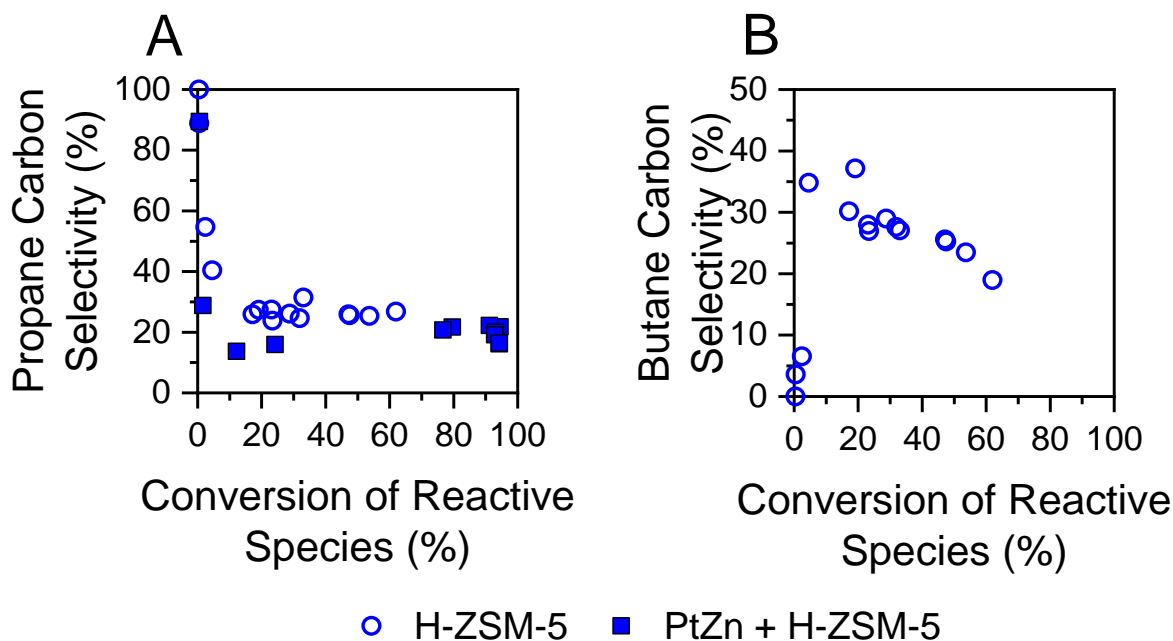 A
Propane Carbon
Selectivity (%)
100
80
60
40
20
0
0 20 40 60 80 100
Conversion of Reactive
Species (%)
B
Butane Carbon
Selectivity (%)
50
40
30
20
10
0
0 20 40 60 80 100
Conversion of Reactive
Species (%)
H-ZSM-5 PtZn + H-ZSM-5